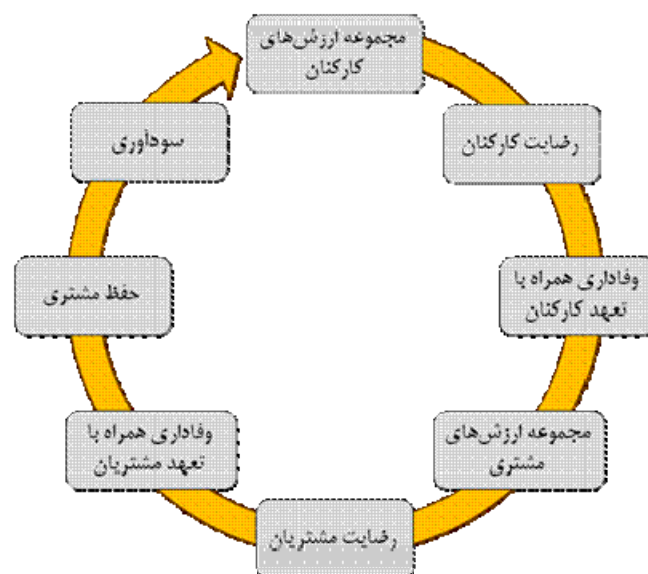 مجموعه ارزش‌های
کارکنان
رضایت کارکنان
وفاداری همراه با
تعهد کارکنان
مجموعه ارزش‌های
مشتری
رضایت مشتریان
وفاداری همراه با
تعهد مشتریان
حفظ مشتری
سودآوری